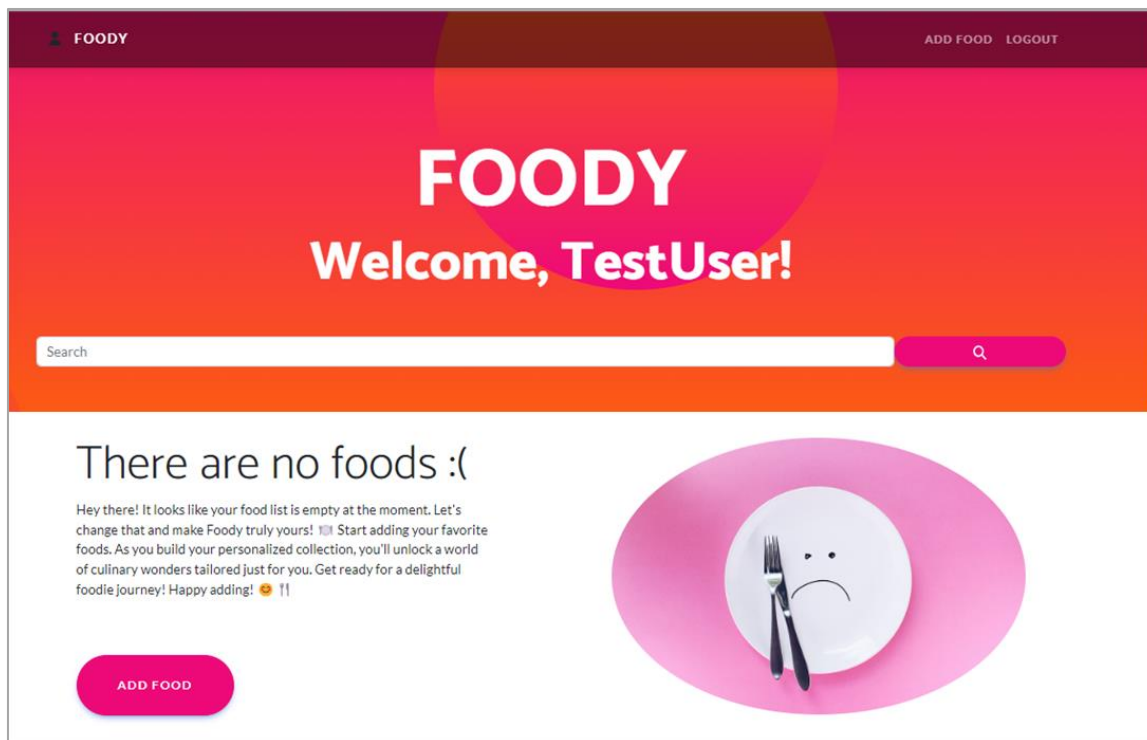 FOODY
ADD FOOD LOGOUT
FOODY
Welcome, TestUser!
Search
There are no foods :(
Hey there! It looks like your food list is empty at the moment. Let's
change that and make Foody truly yours! 🍽️ Start adding your favorite
foods. As you build your personalized collection, you'll unlock a world
of culinary wonders tailored just for you. Get ready for a delightful
foodie journey! Happy adding! 😊 🍴
ADD FOOD